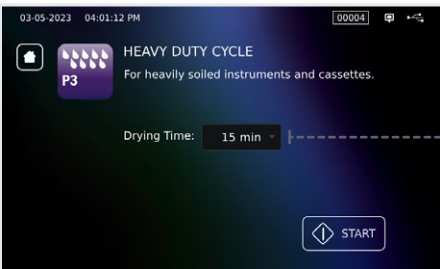 03-05-2023 04:01:12 PM 00004
HEAVY DUTY CYCLE
P3
For heavily soiled instruments and cassettes.
Drying Time: 15 min
START